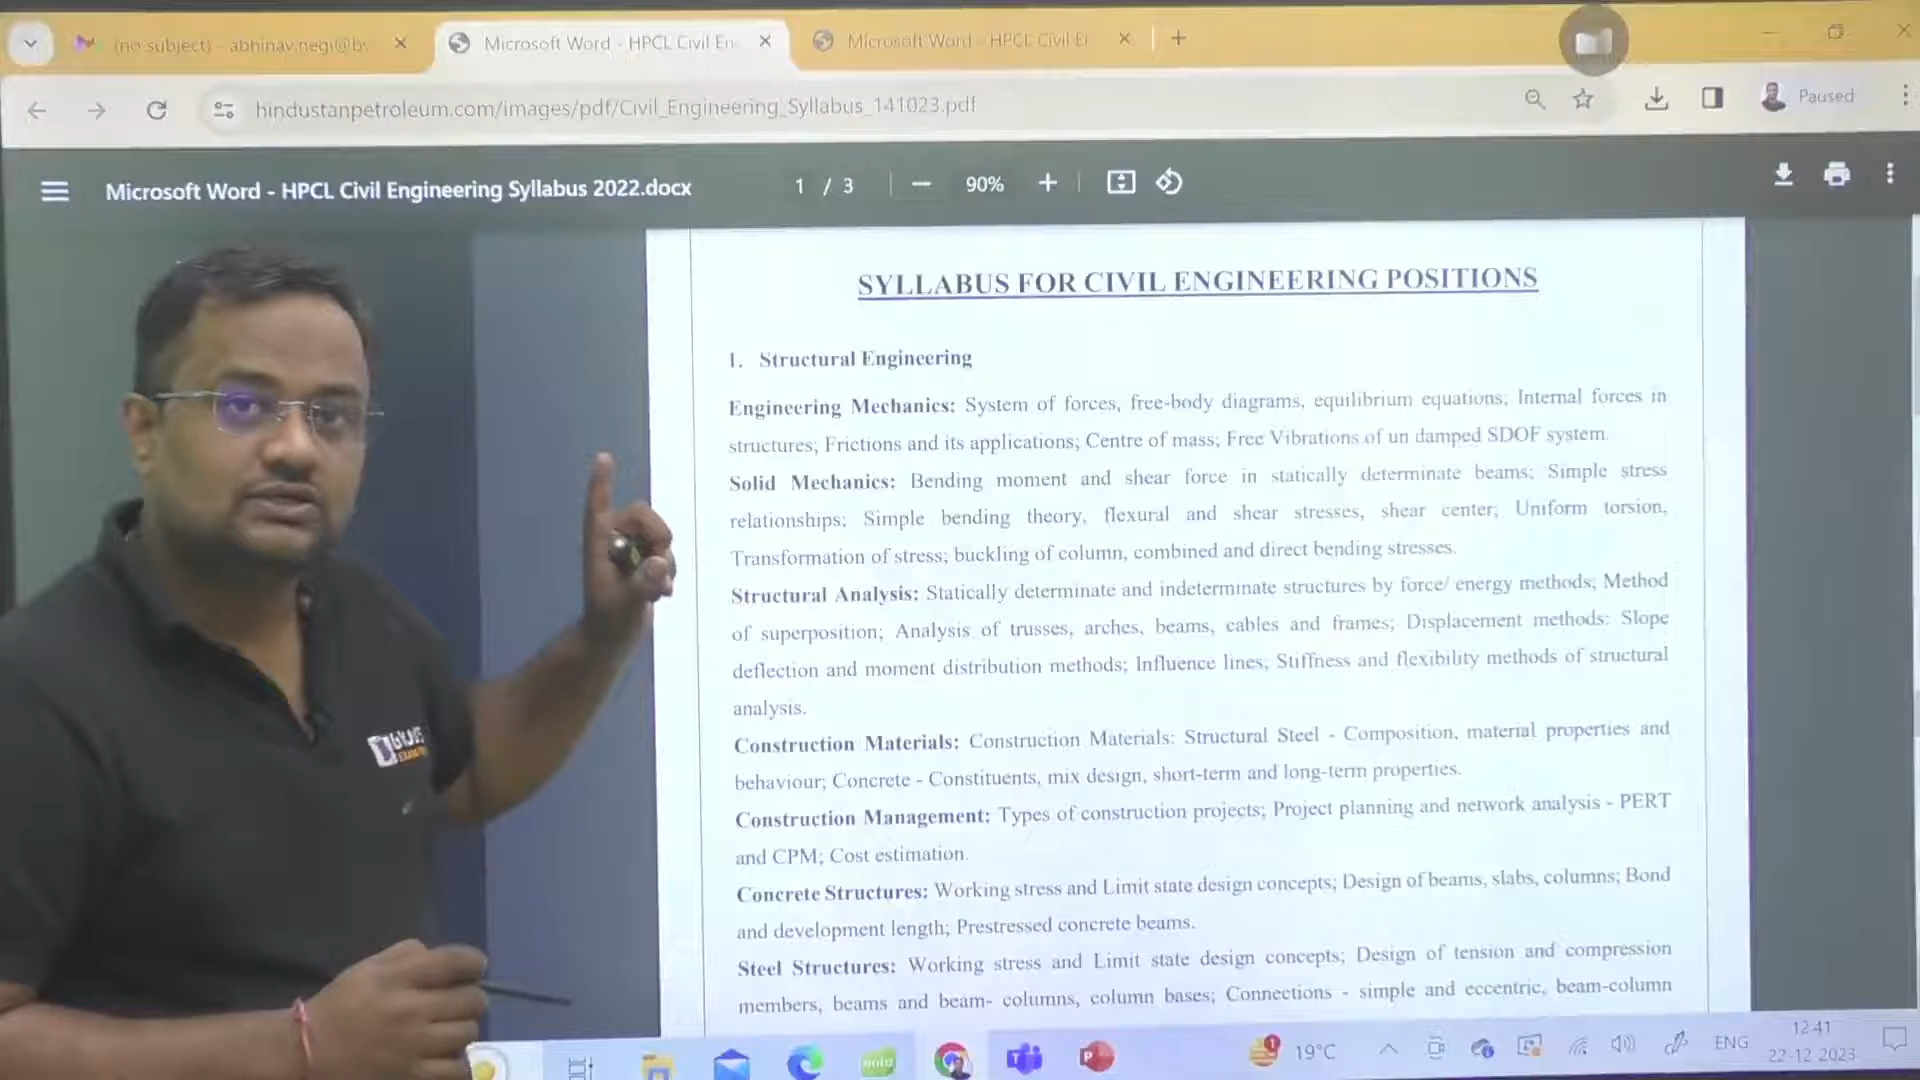 (no subject) - abhinav.negi@b
Microsoft Word - HPCL Civil En
Microsoft Word - HPCL Civil E
hindustanpetroleum.com/images/pdf/Civil_Engineering_Syllabus_141023.pdf
Paused
Microsoft Word - HPCL Civil Engineering Syllabus 2022.docx
1 / 3
90%
SYLLABUS FOR CIVIL ENGINEERING POSITIONS
1. Structural Engineering
Engineering Mechanics: System of forces, free-body diagrams, equilibrium equations; Internal forces in
structures; Frictions and its applications; Centre of mass; Free Vibrations of un damped SDOF system.
Solid Mechanics: Bending moment and shear force in statically determinate beams; Simple stress
relationships; Simple bending theory, flexural and shear stresses, shear center; Uniform torsion,
Transformation of stress; buckling of column, combined and direct bending stresses.
Structural Analysis: Statically determinate and indeterminate structures by force/ energy methods; Method
of superposition; Analysis of trusses, arches, beams, cables and frames; Displacement methods: Slope
deflection and moment distribution methods; Influence lines; Stiffness and flexibility methods of structural
analysis.
Construction Materials: Construction Materials: Structural Steel - Composition, material properties and
behaviour; Concrete - Constituents, mix design, short-term and long-term properties.
Construction Management: Types of construction projects; Project planning and network analysis - PERT
and CPM; Cost estimation.
Concrete Structures: Working stress and Limit state design concepts; Design of beams, slabs, columns; Bond
and development length; Prestressed concrete beams.
Steel Structures: Working stress and Limit state design concepts; Design of tension and compression
members, beams and beam- columns, column bases; Connections - simple and eccentric, beam-column
BYJU'S
19°C
ENG
12:41
22-12-2023